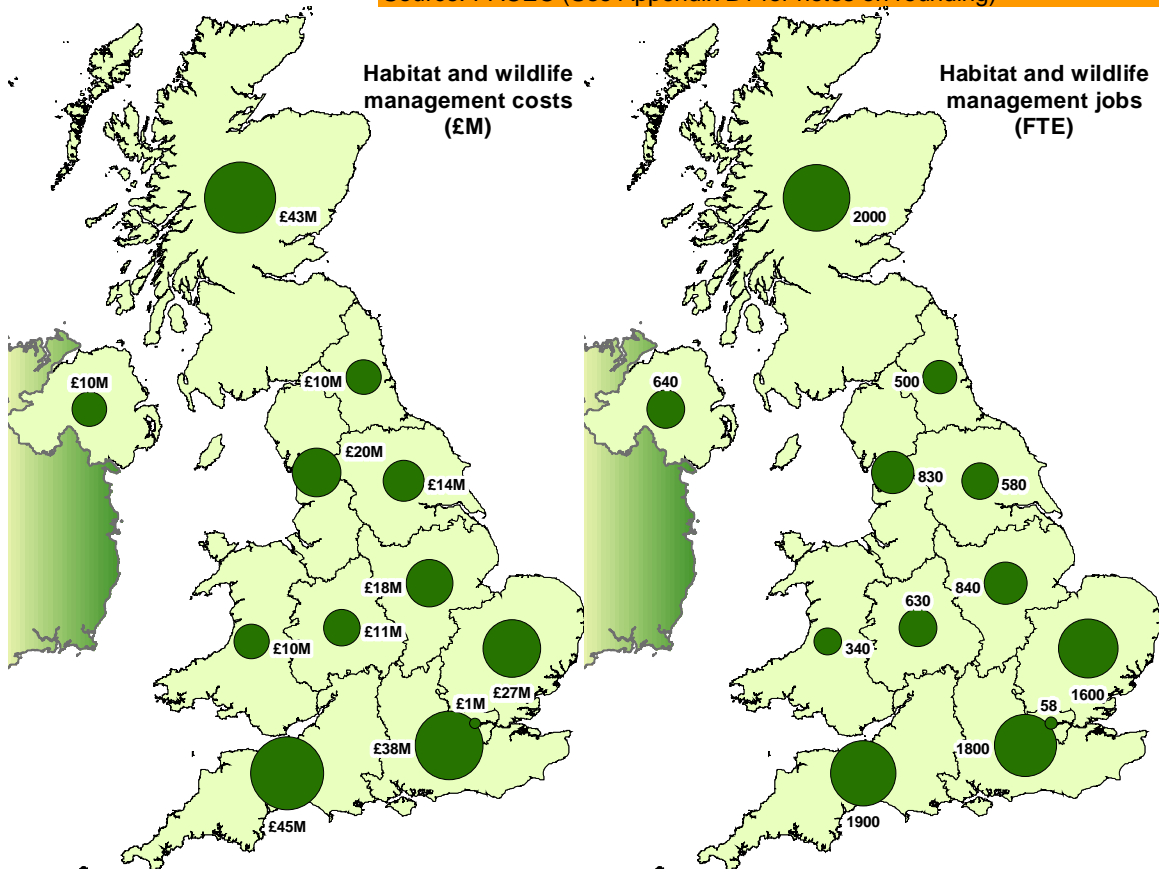 Habitat and wildlife
management costs
(£M)
£43M
£10M
£10M
£20M
£14M
£18M
£11M
£10M
£27M
£1M
£38M
£45M
Habitat and wildlife
management jobs
(FTE)
2000
640
500
830
580
840
630
340
1600
58
1800
1900